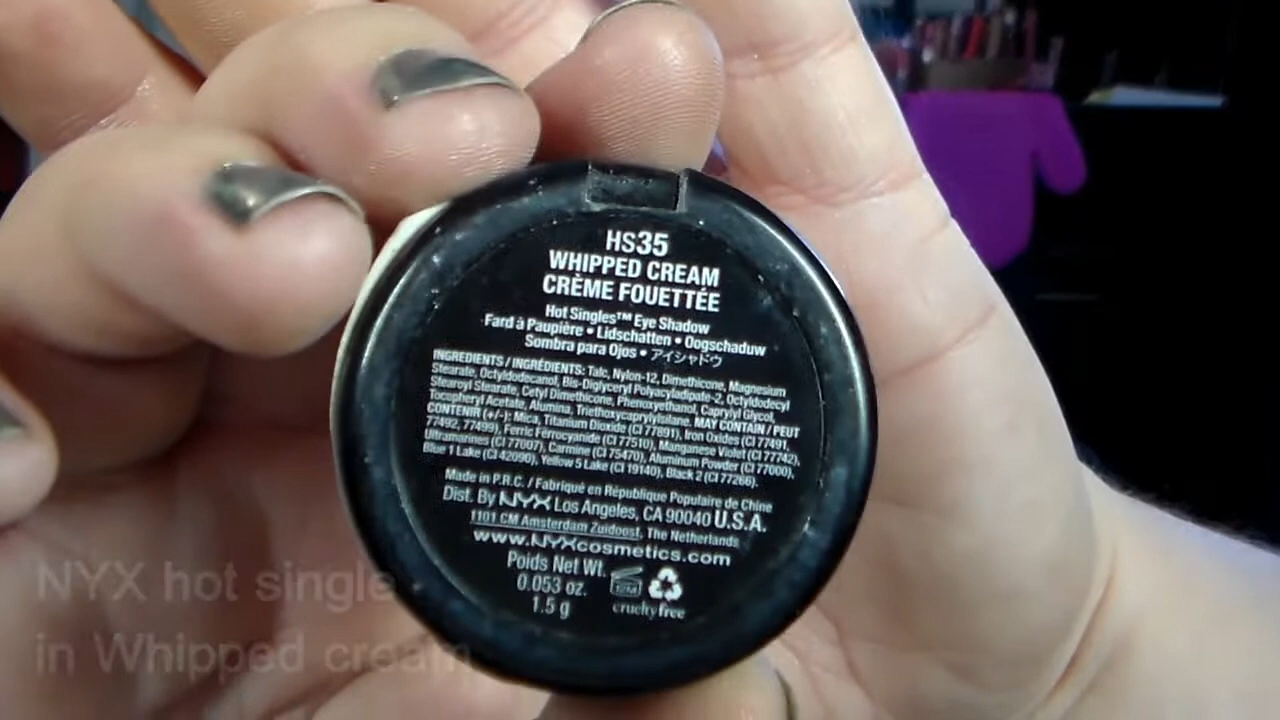 HS35
WHIPPED CREAM
CRÈME FOUETTÉE
Hot Singles™ Eye Shadow
Fard à Paupière • Lidschatten • Oogschaduw
Sombra para Ojos • アイシャドウ
INGREDIENTS / INGRÉDIENTS: Talc, Nylon-12, Dimethicone, Magnesium
Stearate, Octyldodecanol, Bis-Diglyceryl Polyacyladipate-2, Octyldodecyl
Stearoyl Stearate, Cetyl Dimethicone, Phenoxyethanol, Caprylyl Glycol,
Tocopheryl Acetate, Alumina, Triethoxycaprylylsilane. MAY CONTAIN / PEUT
CONTENIR (+/-): Mica, Titanium Dioxide (CI 77891), Iron Oxides (CI 77491,
77492, 77499), Ferric Ferrocyanide (CI 77510), Manganese Violet (CI 77742),
Ultramarines (CI 77007), Carmine (CI 75470), Aluminum Powder (CI 77000),
Blue 1 Lake (CI 42090), Yellow 5 Lake (CI 19140), Black 2 (CI 77266).
Made in P.R.C. / Fabriqué en République Populaire de Chine
Dist. By NYX Los Angeles, CA 90040 U.S.A.
1101 CM Amsterdam Zuidoost, The Netherlands
www.NYXcosmetics.com
Poids Net Wt.
0.053 oz.
1.5 g
cruelty free
NYX hot single
in Whipped cream